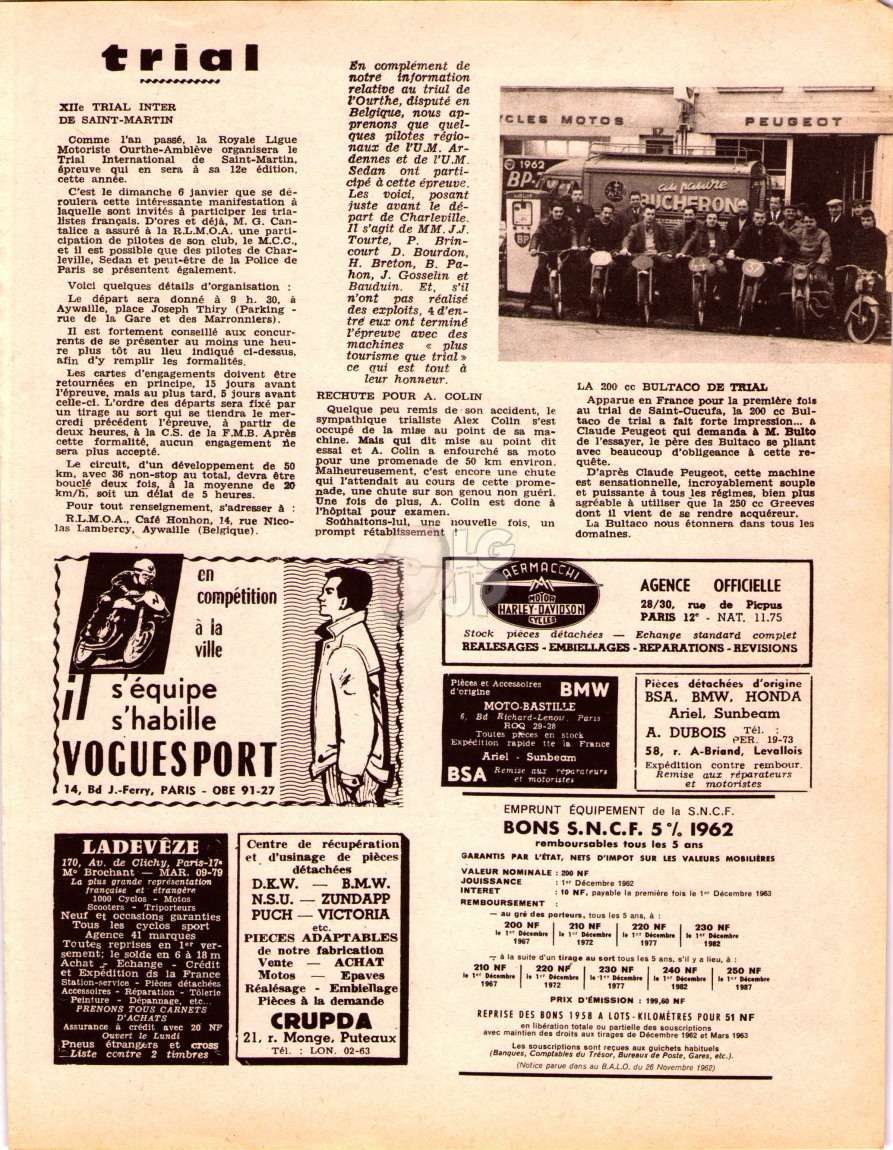 trial
XIIe TRIAL INTER
DE SAINT-MARTIN
Comme l'an passé, la Royale Ligue
Motoriste Ourthe-Amblève organisera le
Trial International de Saint-Martin,
épreuve qui en sera à sa 12e édition,
cette année.
C'est le dimanche 6 janvier que se dé-
roulera cette intéressante manifestation à
laquelle sont invités à participer les tria-
listes français. D'ores et déjà, M. G. Can-
talice a assuré à la R.L.M.O.A. une parti-
cipation de pilotes de son club, le M.C.C.,
et il est possible que des pilotes de Char-
leville, Sedan et peut-être de la Police de
Paris se présentent également.
Voici quelques détails d'organisation :
Le départ sera donné à 9 h. 30, à
Aywaille, place Joseph Thiry (Parking -
rue de la Gare et des Marronniers).
Il est fortement conseillé aux concur-
rents de se présenter au moins une heu-
re plus tôt au lieu indiqué ci-dessus,
afin d'y remplir les formalités.
Les cartes d'engagements doivent être
retournées en principe, 15 jours avant
l'épreuve, mais au plus tard, 5 jours avant
celle-ci. L'ordre des départs sera fixé par
un tirage au sort qui se tiendra le mer-
credi précédent l'épreuve, à partir de
deux heures, à la C.S. de la F.M.B. Après
cette formalité, aucun engagement ne
sera plus accepté.
Le circuit, d'un développement de 50
km, avec 36 non-stop au total, devra être
bouclé deux fois, à la moyenne de 20
km/h, soit un délai de 5 heures.
Pour tout renseignement, s'adresser à :
R.L.M.O.A., Café Honhon, 14, rue Nico-
las Lambercy, Aywaille (Belgique).
En complément de
notre information
relative au trial de
l'Ourthe, disputé en
Belgique, nous ap-
prenons que quel-
ques pilotes régio-
naux de l'U.M. Ar-
dennes et de l'U.M.
Sedan ont parti-
cipé à cette épreuve.
Les voici, posant
juste avant le dé-
part de Charleville.
Il s'agit de MM. J.J.
Tourte, P. Brin-
court D. Bourdon,
H. Breton, B. Pa-
hon, J. Gosselin et
Bauduin. Et, s'il
n'ont pas réalisé
des exploits, 4 d'en-
tre eux ont terminé
l'épreuve avec des
machines « plus
tourisme que trial »
ce qui est tout à
leur honneur.
YCLES MOTOS
PEUGEOT
1962
BP
au pauvre
BUCHERON
BP
57
RECHUTE POUR A. COLIN
Quelque peu remis de son accident, le
sympathique trialiste Alex Colin s'est
occupé de la mise au point de sa ma-
chine. Mais qui dit mise au point dit
essai et A. Colin a enfourché sa moto
pour une promenade de 50 km environ.
Malheureusement, c'est encore une chute
qui l'attendait au cours de cette prome-
nade, une chute sur son genou non guéri.
Une fois de plus, A. Colin est donc à
l'hôpital pour examen.
Souhaitons-lui, une nouvelle fois, un
prompt rétablissement !
LA 200 cc BULTACO DE TRIAL
Apparue en France pour la première fois
au trial de Saint-Cucufa, la 200 cc Bul-
taco de trial a fait forte impression... à
Claude Peugeot qui demanda à M. Bulto
de l'essayer, le père des Bultaco se pliant
avec beaucoup d'obligeance à cette re-
quête.
D'après Claude Peugeot, cette machine
est sensationnelle, incroyablement souple
et puissante à tous les régimes, bien plus
agréable à utiliser que la 250 cc Greeves
dont il vient de se rendre acquéreur.
La Bultaco nous étonnera dans tous les
domaines.
en
compétition
à la
ville
il s'équipe
s'habille
VOGUESPORT
14, Bd J.-Ferry, PARIS - OBE 91-27
AERMACCHI
MOTOR
HARLEY-DAVIDSON
CYCLES
AGENCE OFFICIELLE
28/30, rue de Picpus
PARIS 12e - NAT. 11.75
Stock pièces détachées — Echange standard complet
REALESAGES - EMBIELLAGES - REPARATIONS - REVISIONS
Pièces et Accessoires
d'origine BMW
MOTO-BASTILLE
6, Bd Richard-Lenou. Paris
ROQ 29-28
Toutes pièces en stock
Expédition rapide tte la France
Ariel - Sunbeam
BSA Remise aux réparateurs
et motoristes
Pièces détachées d'origine
BSA, BMW, HONDA
Ariel, Sunbeam
A. DUBOIS Tél. :
PER. 19-73
58, r. A-Briand, Levallois
Expédition contre rembour.
Remise aux réparateurs
et motoristes
LADEVÈZE
170, Av. de Clichy, Paris-17e
Mo Brochant — MAR. 09-79
La plus grande représentation
française et étrangère
1000 Cyclos - Motos
Scooters - Triporteurs
Neuf et occasions garanties
Tous les cyclos sport
Agence 41 marques
Toutes reprises en 1er ver-
sement; le solde en 6 à 18 m
Achat - Echange - Crédit
et Expédition ds la France
Station-service - Pièces détachées
Accessoires - Réparation - Tôlerie
Peinture - Dépannage, etc...
PRENONS TOUS CARNETS
D'ACHATS
Assurance à crédit avec 20 NF
Ouvert le Lundi
Pneus étrangers et cross
Liste contre 2 timbres
Centre de récupération
et d'usinage de pièces
détachées
D.K.W. — B.M.W.
N.S.U. — ZUNDAPP
PUCH — VICTORIA
etc.
PIECES ADAPTABLES
de notre fabrication
Vente — ACHAT
Motos — Epaves
Réalésage - Embiellage
Pièces à la demande
CRUPDA
21, r. Monge, Puteaux
Tél. : LON. 02-63
EMPRUNT ÉQUIPEMENT de la S.N.C.F.
BONS S.N.C.F. 5% 1962
remboursables tous les 5 ans
GARANTIS PAR L'ÉTAT, NETS D'IMPOT SUR LES VALEURS MOBILIÈRES
VALEUR NOMINALE : 200 NF
JOUISSANCE : 1er Décembre 1962
INTERET : 10 NF, payable la première fois le 1er Décembre 1963
REMBOURSEMENT :
— au gré des porteurs, tous les 5 ans, à :
200 NF 210 NF 220 NF 230 NF
le 1er Décembre le 1er Décembre le 1er Décembre le 1er Décembre
1967 1972 1977 1982
— à la suite d'un tirage au sort tous les 5 ans, s'il y a lieu, à :
210 NF 220 NF 230 NF 240 NF 250 NF
le 1er Décembre le 1er Décembre le 1er Décembre le 1er Décembre le 1er Décembre
1967 1972 1977 1982 1987
PRIX D'ÉMISSION : 199,60 NF
REPRISE DES BONS 1958 A LOTS-KILOMÈTRES POUR 51 NF
en libération totale ou partielle des souscriptions
avec maintien des droits aux tirages de Décembre 1962 et Mars 1963
Les souscriptions sont reçues aux guichets habituels
(Banques, Comptables du Trésor, Bureaux de Poste, Gares, etc.).
(Notice parue dans au B.A.L.O. du 26 Novembre 1962)